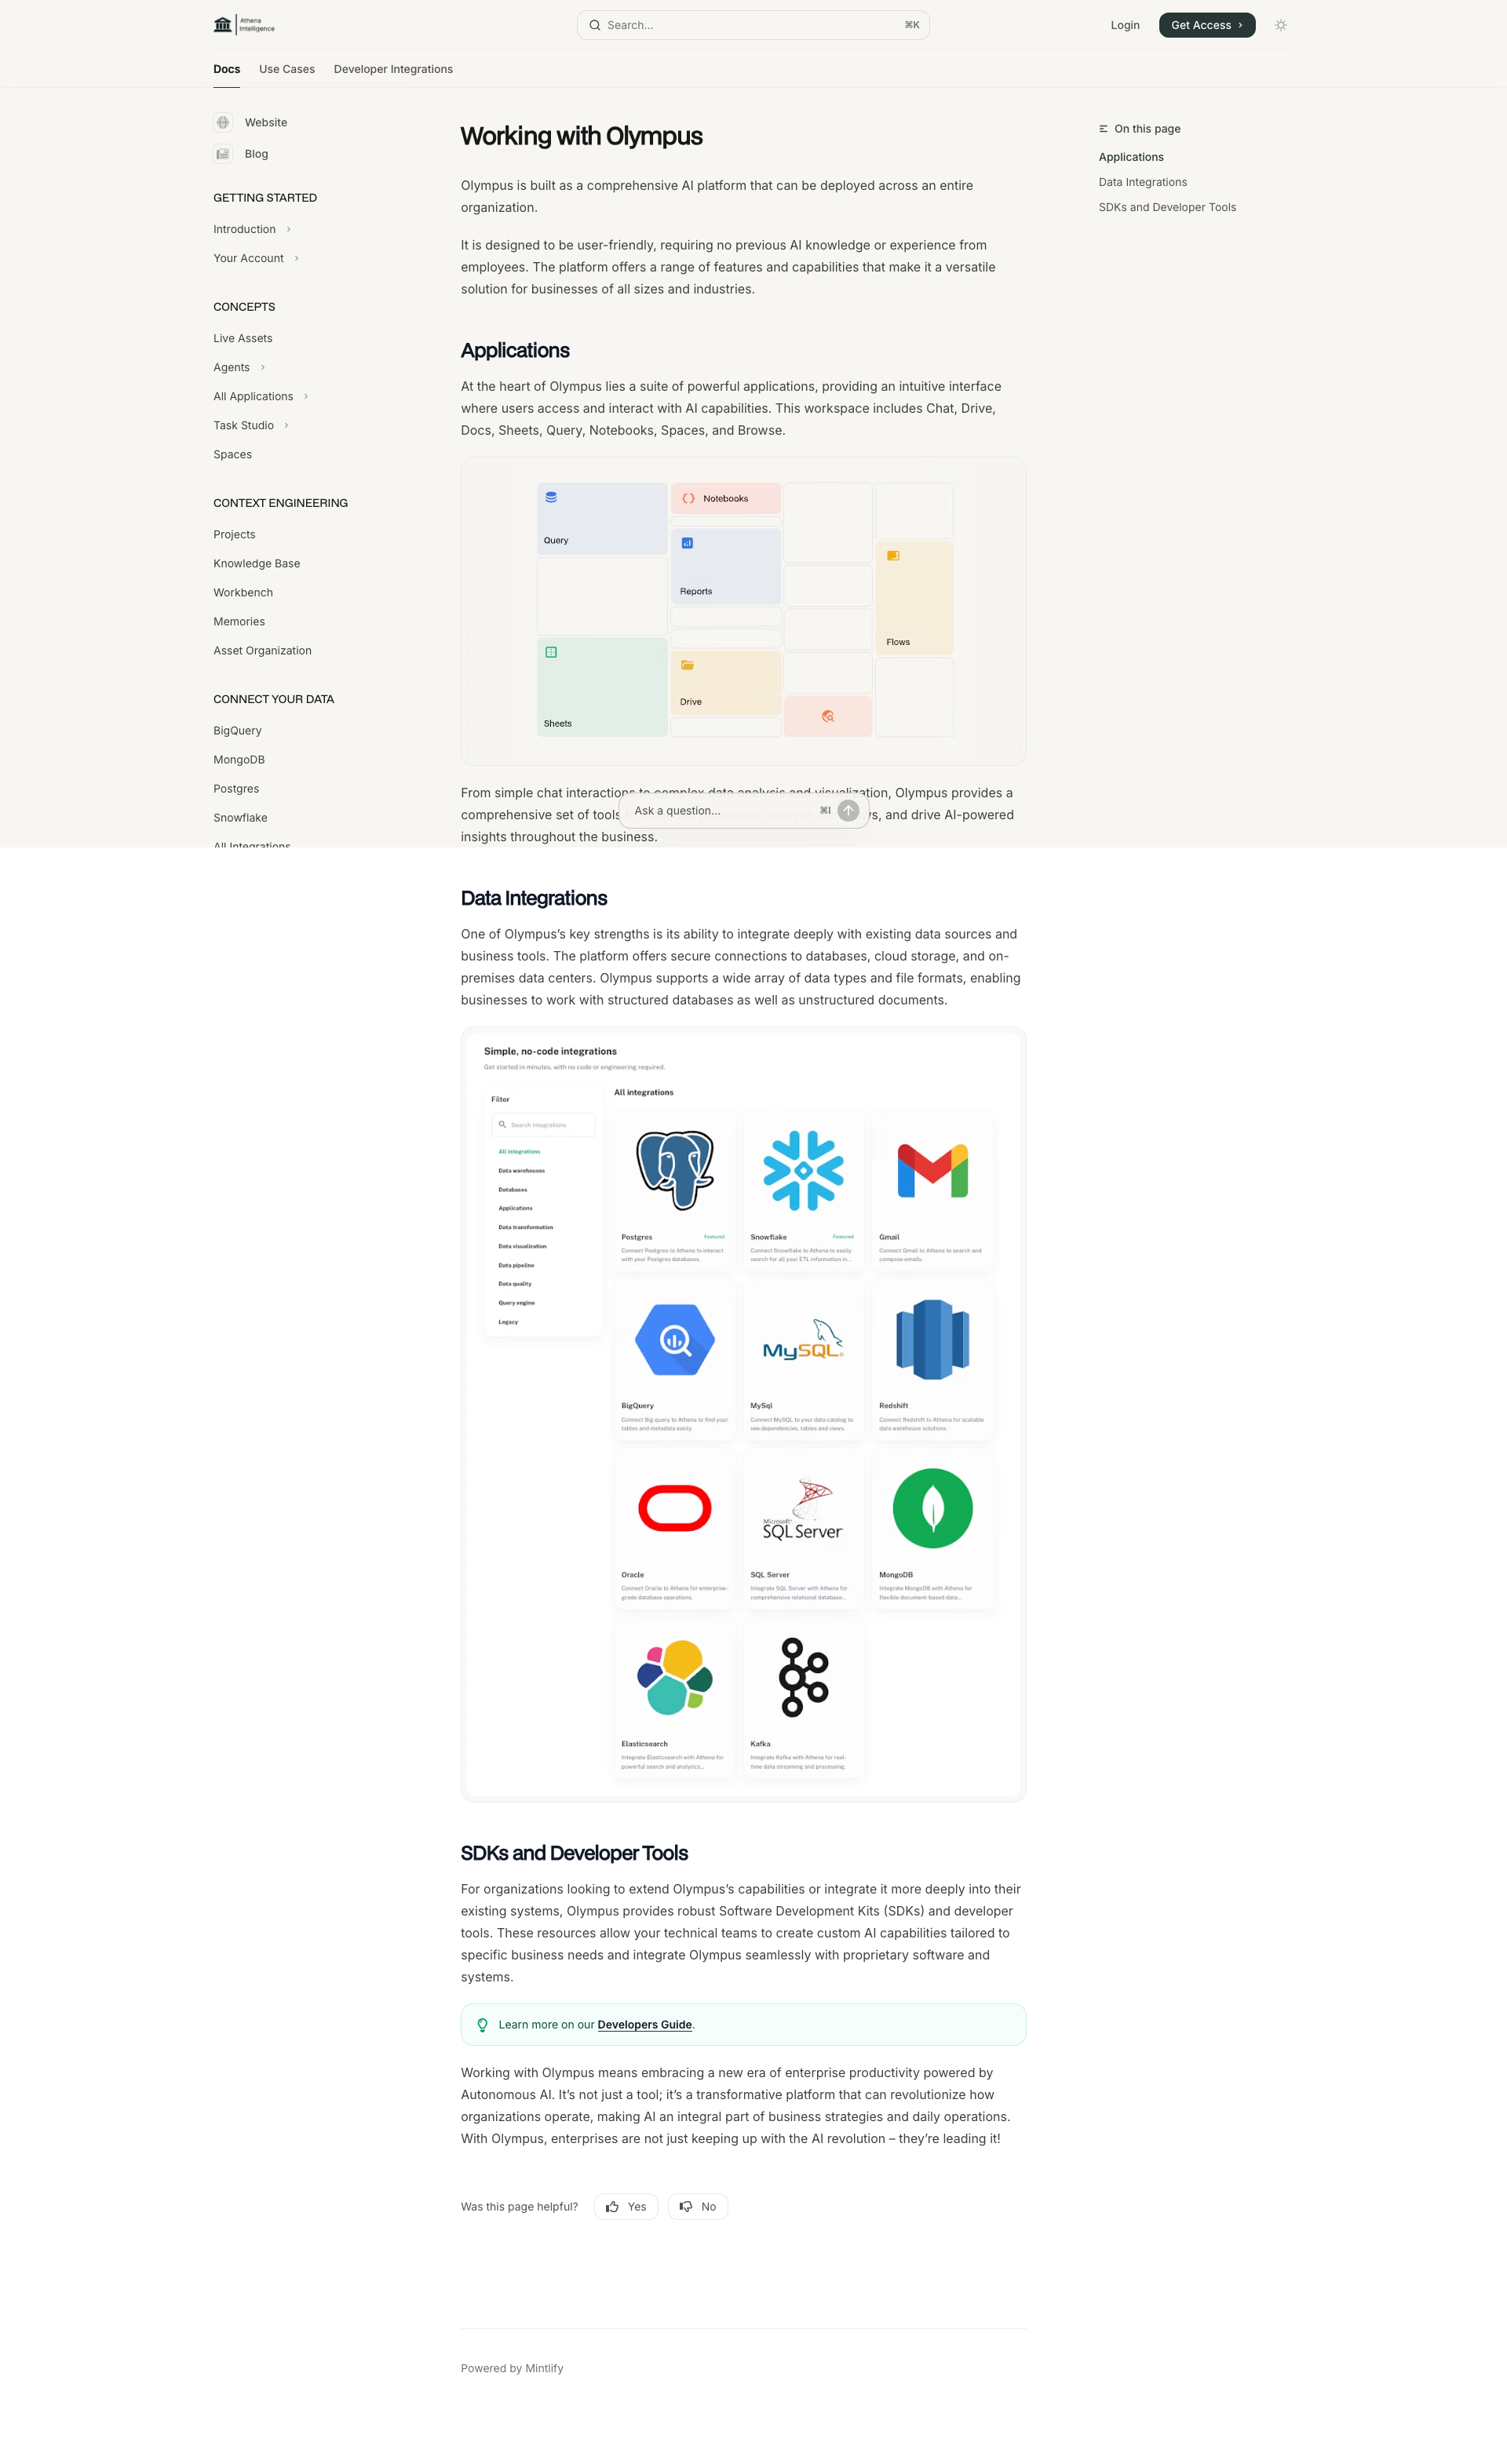 Athena
Intelligence
Search...
⌘K
Login
Get Access
Docs
Use Cases
Developer Integrations
Website
Blog
GETTING STARTED
Introduction
Your Account
CONCEPTS
Live Assets
Agents
All Applications
Task Studio
Spaces
CONTEXT ENGINEERING
Projects
Knowledge Base
Workbench
Memories
Asset Organization
CONNECT YOUR DATA
BigQuery
MongoDB
Postgres
Snowflake
All Integrations
Working with Olympus
Olympus is built as a comprehensive AI platform that can be deployed across an entire
organization.
It is designed to be user-friendly, requiring no previous AI knowledge or experience from
employees. The platform offers a range of features and capabilities that make it a versatile
solution for businesses of all sizes and industries.
Applications
At the heart of Olympus lies a suite of powerful applications, providing an intuitive interface
where users access and interact with AI capabilities. This workspace includes Chat, Drive,
Docs, Sheets, Query, Notebooks, Spaces, and Browse.
Query
Notebooks
Reports
Flows
Sheets
Drive
From simple chat interactions to complex data analysis and visualization, Olympus provides a
comprehensive set of tools and drive AI-powered
insights throughout the business.
Ask a question...
⌘I
Data Integrations
One of Olympus’s key strengths is its ability to integrate deeply with existing data sources and
business tools. The platform offers secure connections to databases, cloud storage, and on-
premises data centers. Olympus supports a wide array of data types and file formats, enabling
businesses to work with structured databases as well as unstructured documents.
Simple, no-code integrations
Get started in minutes, with no code or engineering required.
Filter
Search integrations
All integrations
Data warehouses
Databases
Applications
Data transformation
Data visualization
Data pipeline
Data quality
Query engine
Legacy
All integrations
Postgres
Featured
Connect Postgres to Athena to interact
with your Postgres databases.
Snowflake
Featured
Connect Snowflake to Athena to easily
search for all your ETL information in...
Gmail
Connect Gmail to Athena to search and
compose emails.
BigQuery
Connect Big query to Athena to find your
tables and metadata easily.
MySQL
MySql
Connect MySQL to your data catalog to
see dependencies, tables and views.
Redshift
Connect Redshift to Athena for scalable
data warehouse solutions.
Oracle
Connect Oracle to Athena for enterprise-
grade database operations.
Microsoft
SQL Server
SQL Server
Integrate SQL Server with Athena for
comprehensive relational database...
MongoDB
Integrate MongoDB with Athena for
flexible document-based data...
Elasticsearch
Integrate Elasticsearch with Athena for
powerful search and analytics...
Kafka
Integrate Kafka with Athena for real-
time data streaming and processing.
SDKs and Developer Tools
For organizations looking to extend Olympus’s capabilities or integrate it more deeply into their
existing systems, Olympus provides robust Software Development Kits (SDKs) and developer
tools. These resources allow your technical teams to create custom AI capabilities tailored to
specific business needs and integrate Olympus seamlessly with proprietary software and
systems.
Learn more on our Developers Guide.
Working with Olympus means embracing a new era of enterprise productivity powered by
Autonomous AI. It’s not just a tool; it’s a transformative platform that can revolutionize how
organizations operate, making AI an integral part of business strategies and daily operations.
With Olympus, enterprises are not just keeping up with the AI revolution – they’re leading it!
Was this page helpful?
Yes
No
Powered by Mintlify
On this page
Applications
Data Integrations
SDKs and Developer Tools